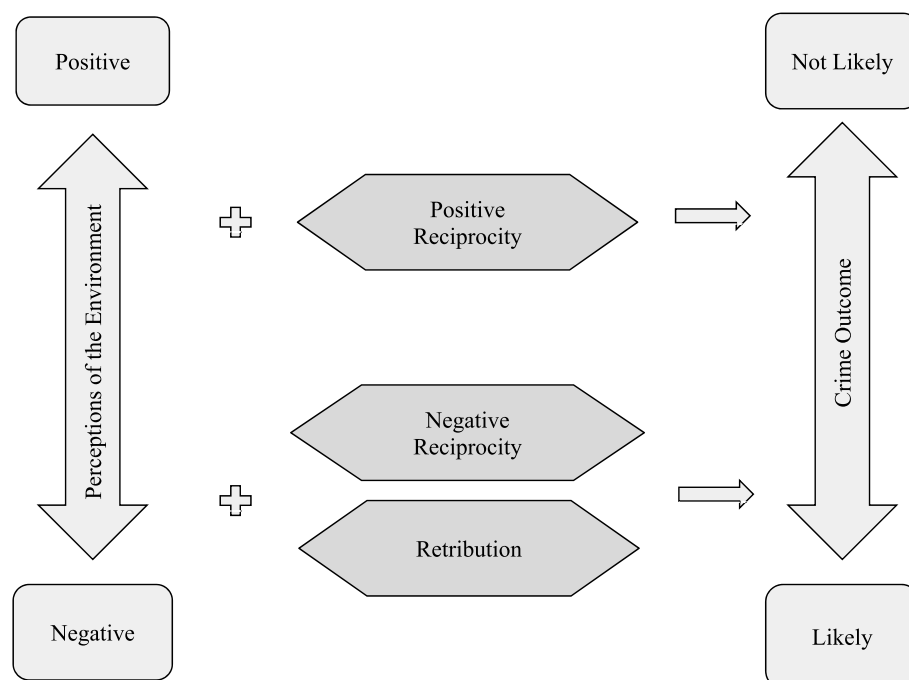 Positive
Not Likely
Perceptions of the Environment
Positive
Reciprocity
Crime Outcome
Negative
Reciprocity
Retribution
Negative
Likely